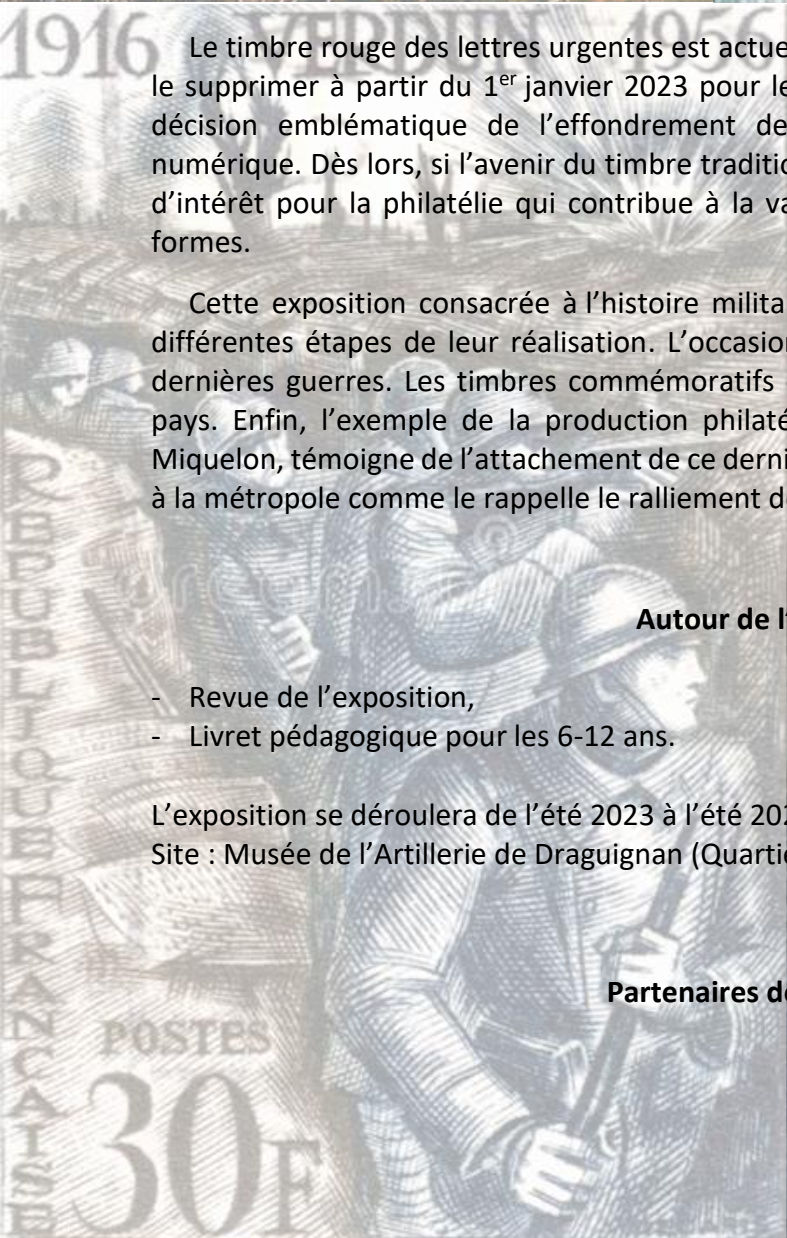 1916 VERDUN 1956
Le timbre rouge des lettres urgentes est actue
le supprimer à partir du 1er janvier 2023 pour le
décision emblématique de l’effondrement de
numérique. Dès lors, si l’avenir du timbre traditio
d’intérêt pour la philatélie qui contribue à la va
formes.
Cette exposition consacrée à l’histoire milita
différentes étapes de leur réalisation. L’occasion
dernières guerres. Les timbres commémoratifs
pays. Enfin, l’exemple de la production philaté
Miquelon, témoigne de l’attachement de ce derni
à la métropole comme le rappelle le ralliement d
Autour de l’
- Revue de l’exposition,
- Livret pédagogique pour les 6-12 ans.
L’exposition se déroulera de l’été 2023 à l’été 202
Site : Musée de l’Artillerie de Draguignan (Quartie
Partenaires de
REPUBLIQUE FRANÇAISE
POSTES
30F